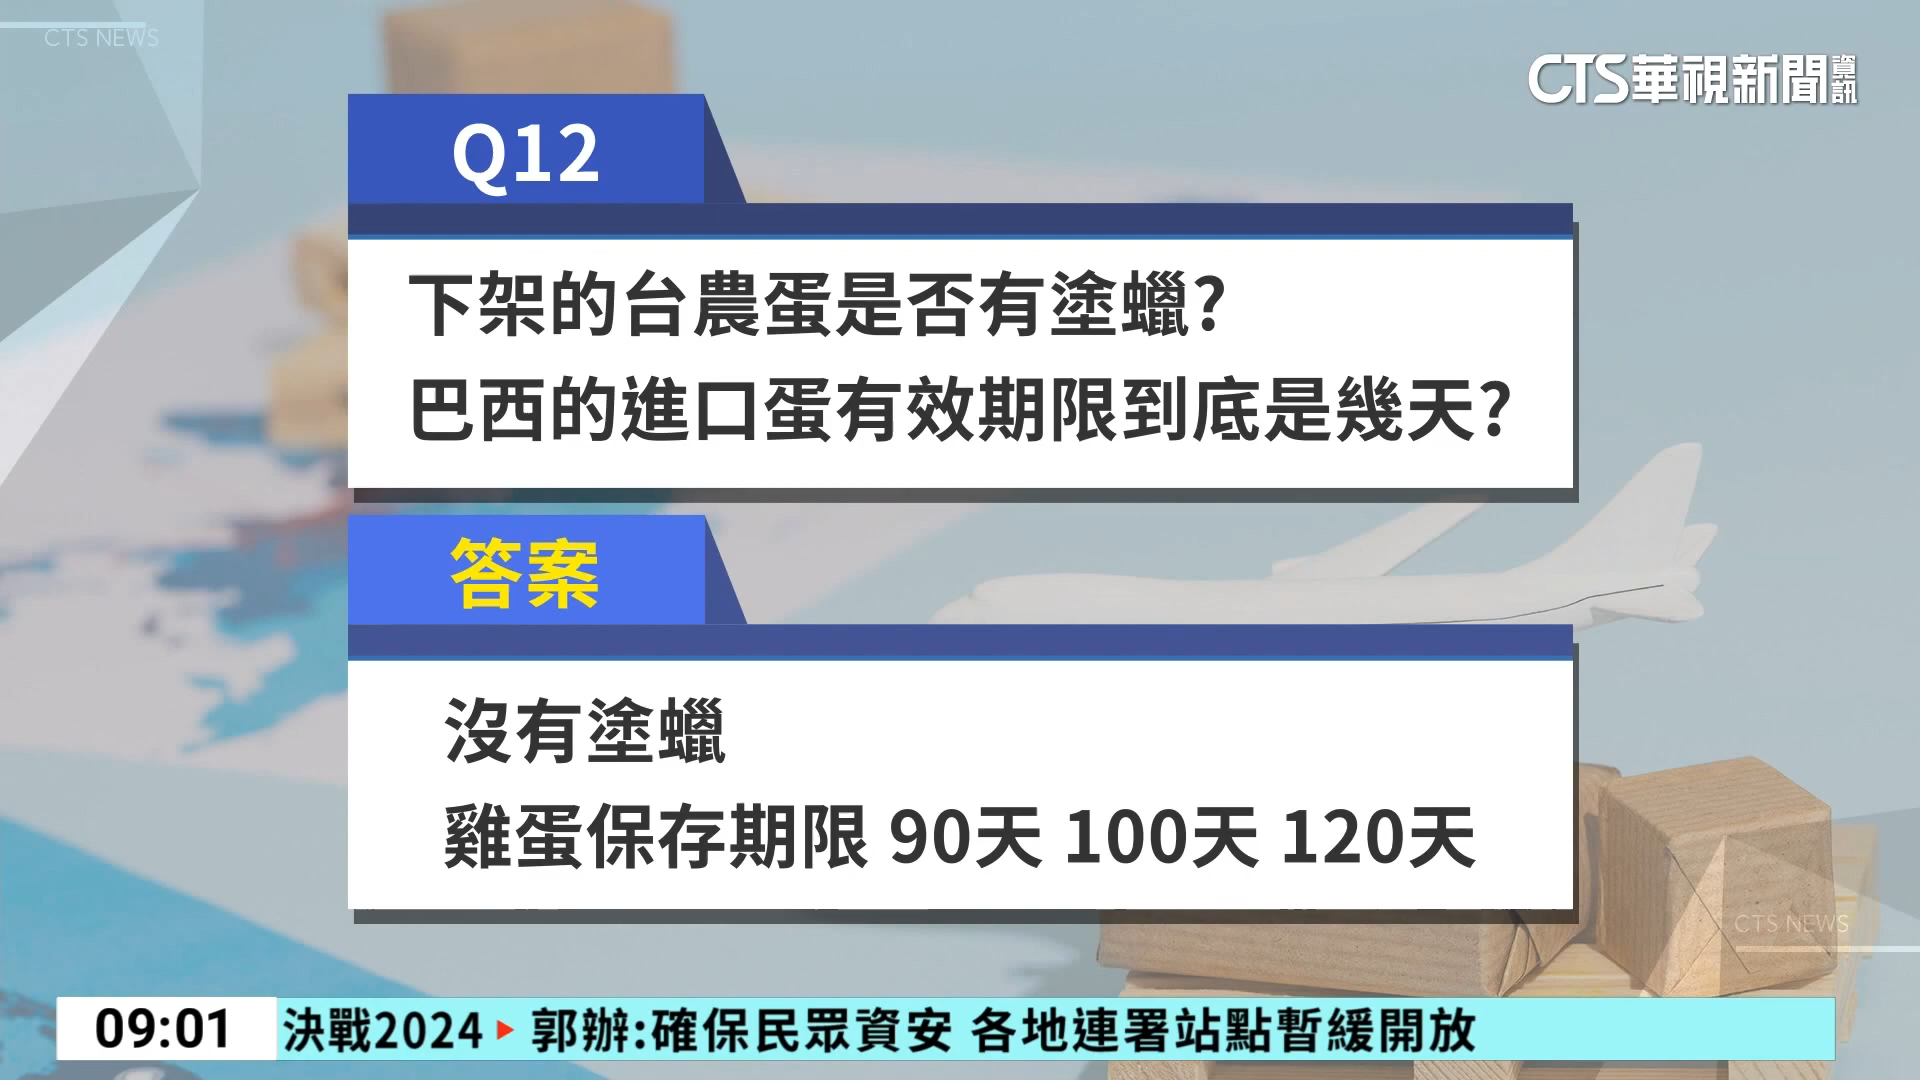 CTS NEWS
CTS華視新聞資訊
Q12
下架的台農蛋是否有塗蠟?
巴西的進口蛋有效期限到底是幾天?
答案
沒有塗蠟
雞蛋保存期限 90天 100天 120天
CTS NEWS
09:01 決戰2024 郭辦:確保民眾資安 各地連署站點暫緩開放